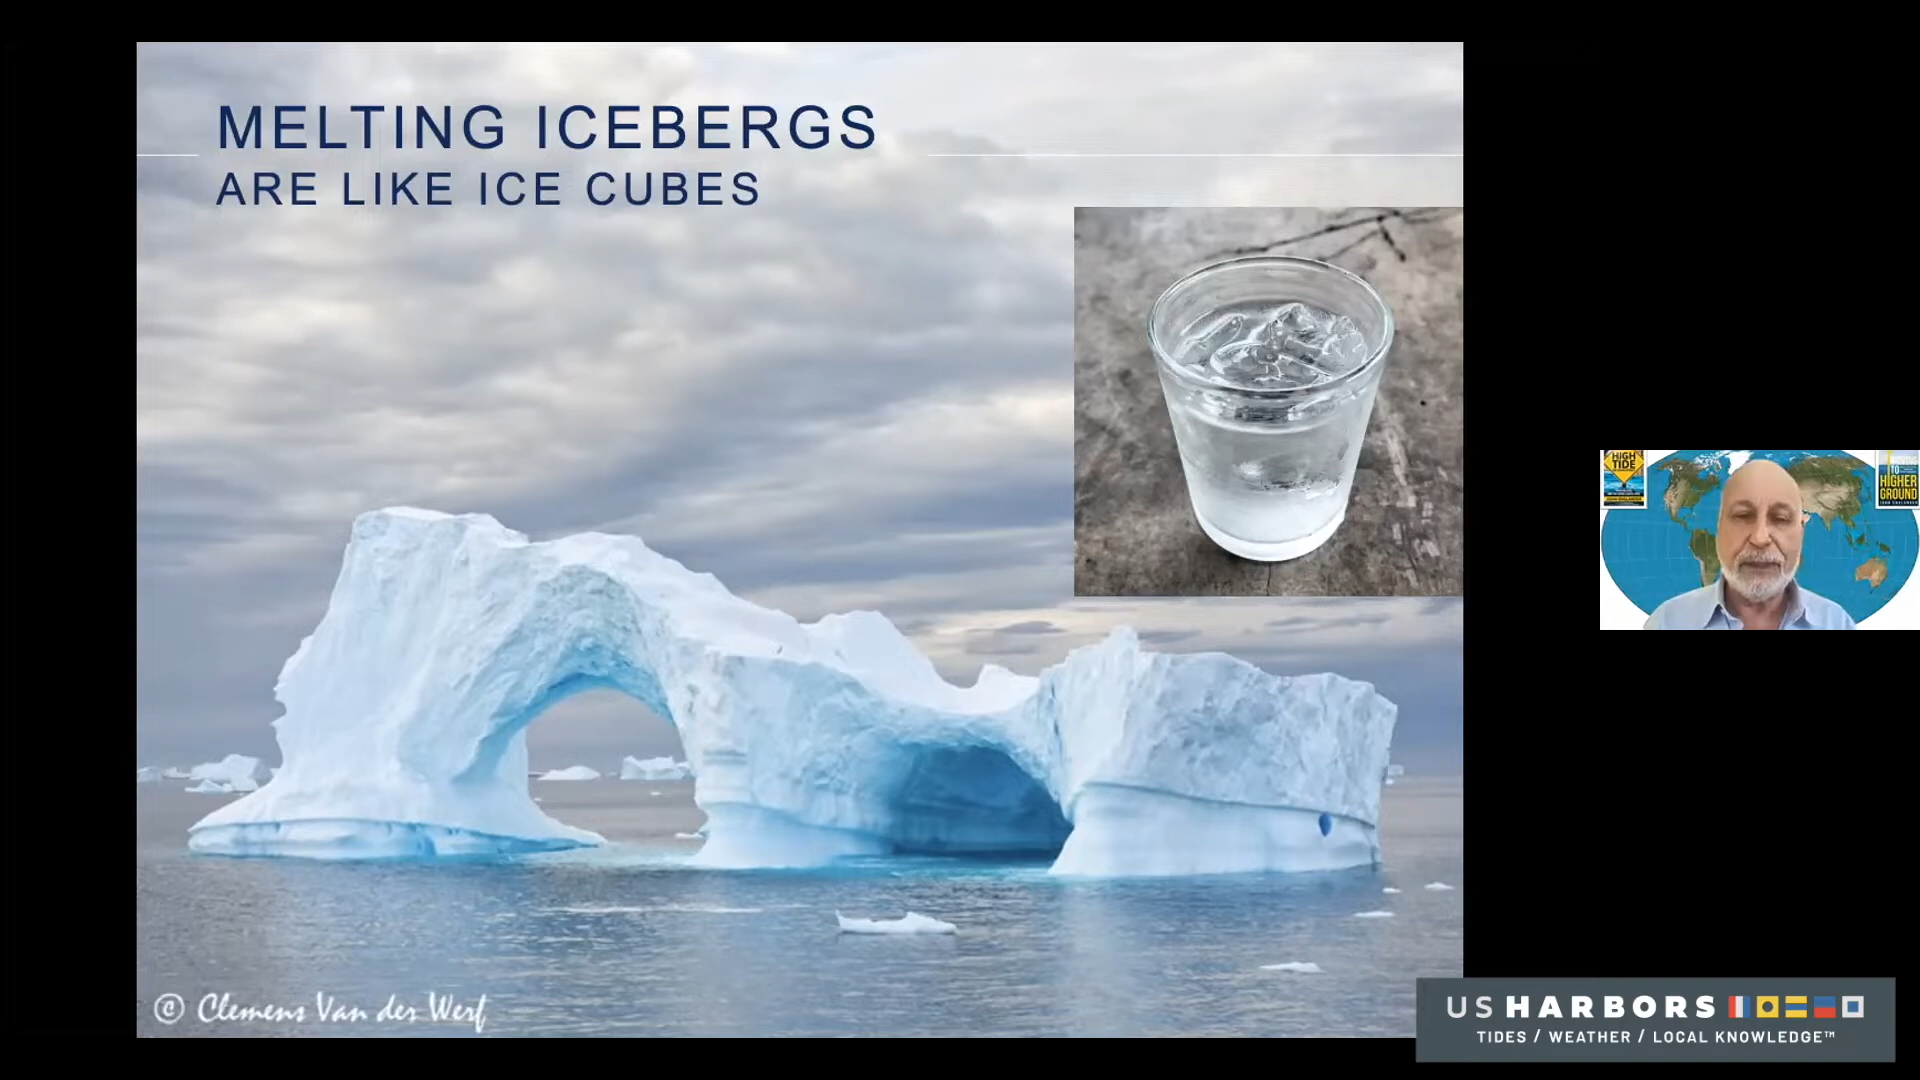 MELTING ICEBERGS
ARE LIKE ICE CUBES
HIGH
TIDE
TO
HIGHER
GROUND
© Clemens Van der Werf
US HARBORS
TIDES / WEATHER / LOCAL KNOWLEDGE™